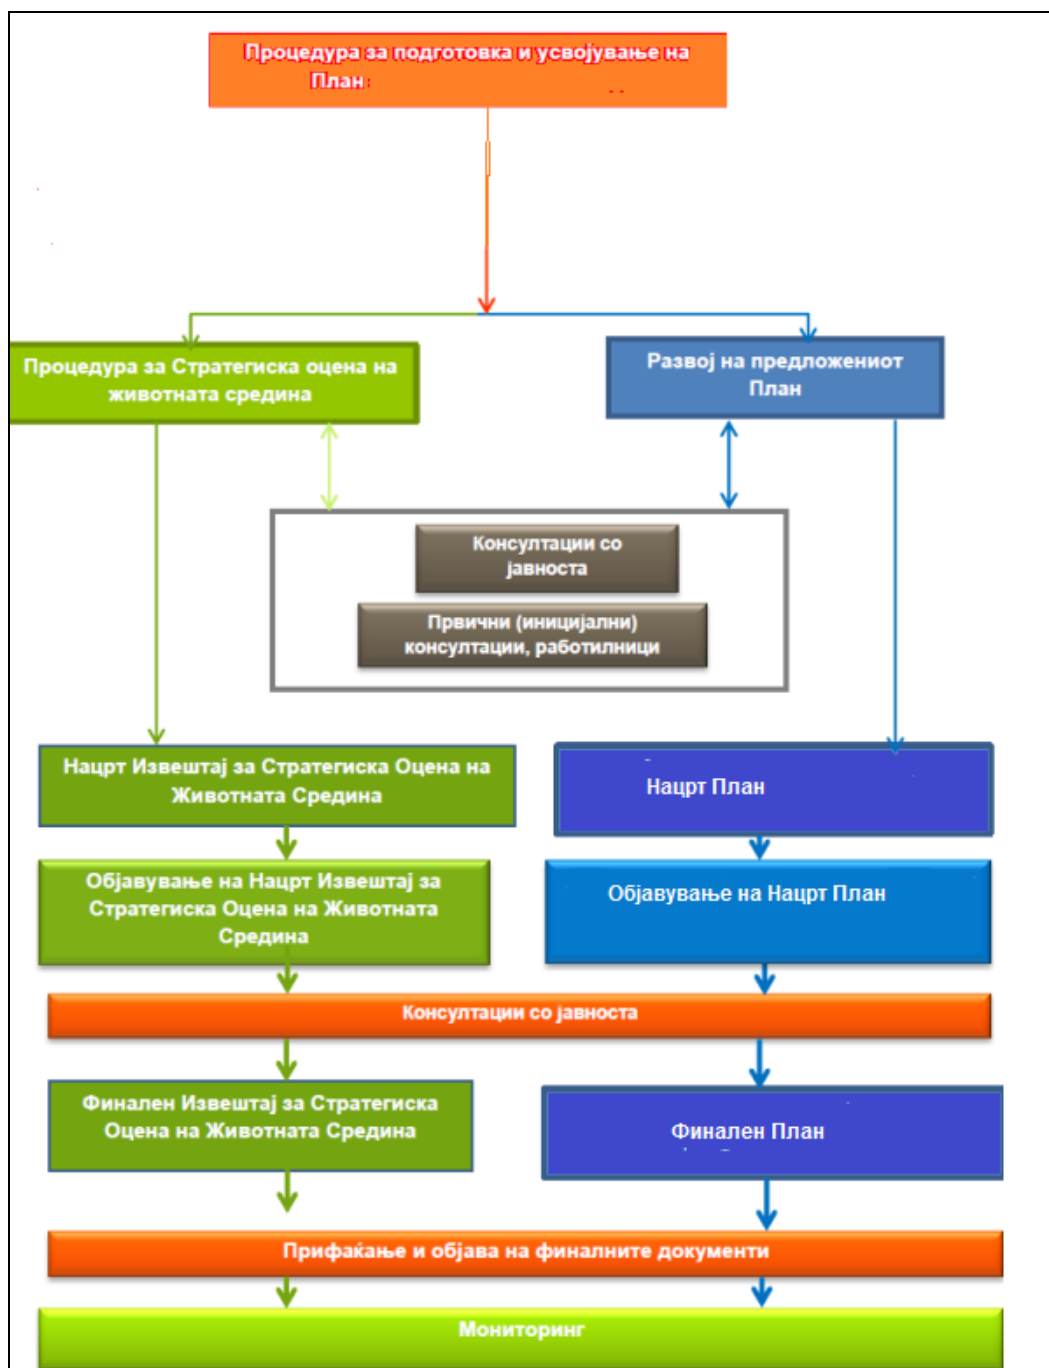 Процедура за подготовка и усвојување на
План
Процедура за Стратегиска оцена на
животната средина
Развој на предложениот
План
Консултации со
јавноста
Првични (иницијални)
консултации, работилници
Нацрт Извештај за Стратегиска Оцена на
Животната Средина
Нацрт План
Објавување на Нацрт Извештај за
Стратегиска Оцена на Животната
Средина
Објавување на Нацрт План
Консултации со јавноста
Финален Извештај за Стратегиска
Оцена на Животната Средина
Финален План
Прифаќање и објава на финалните документи
Мониторинг